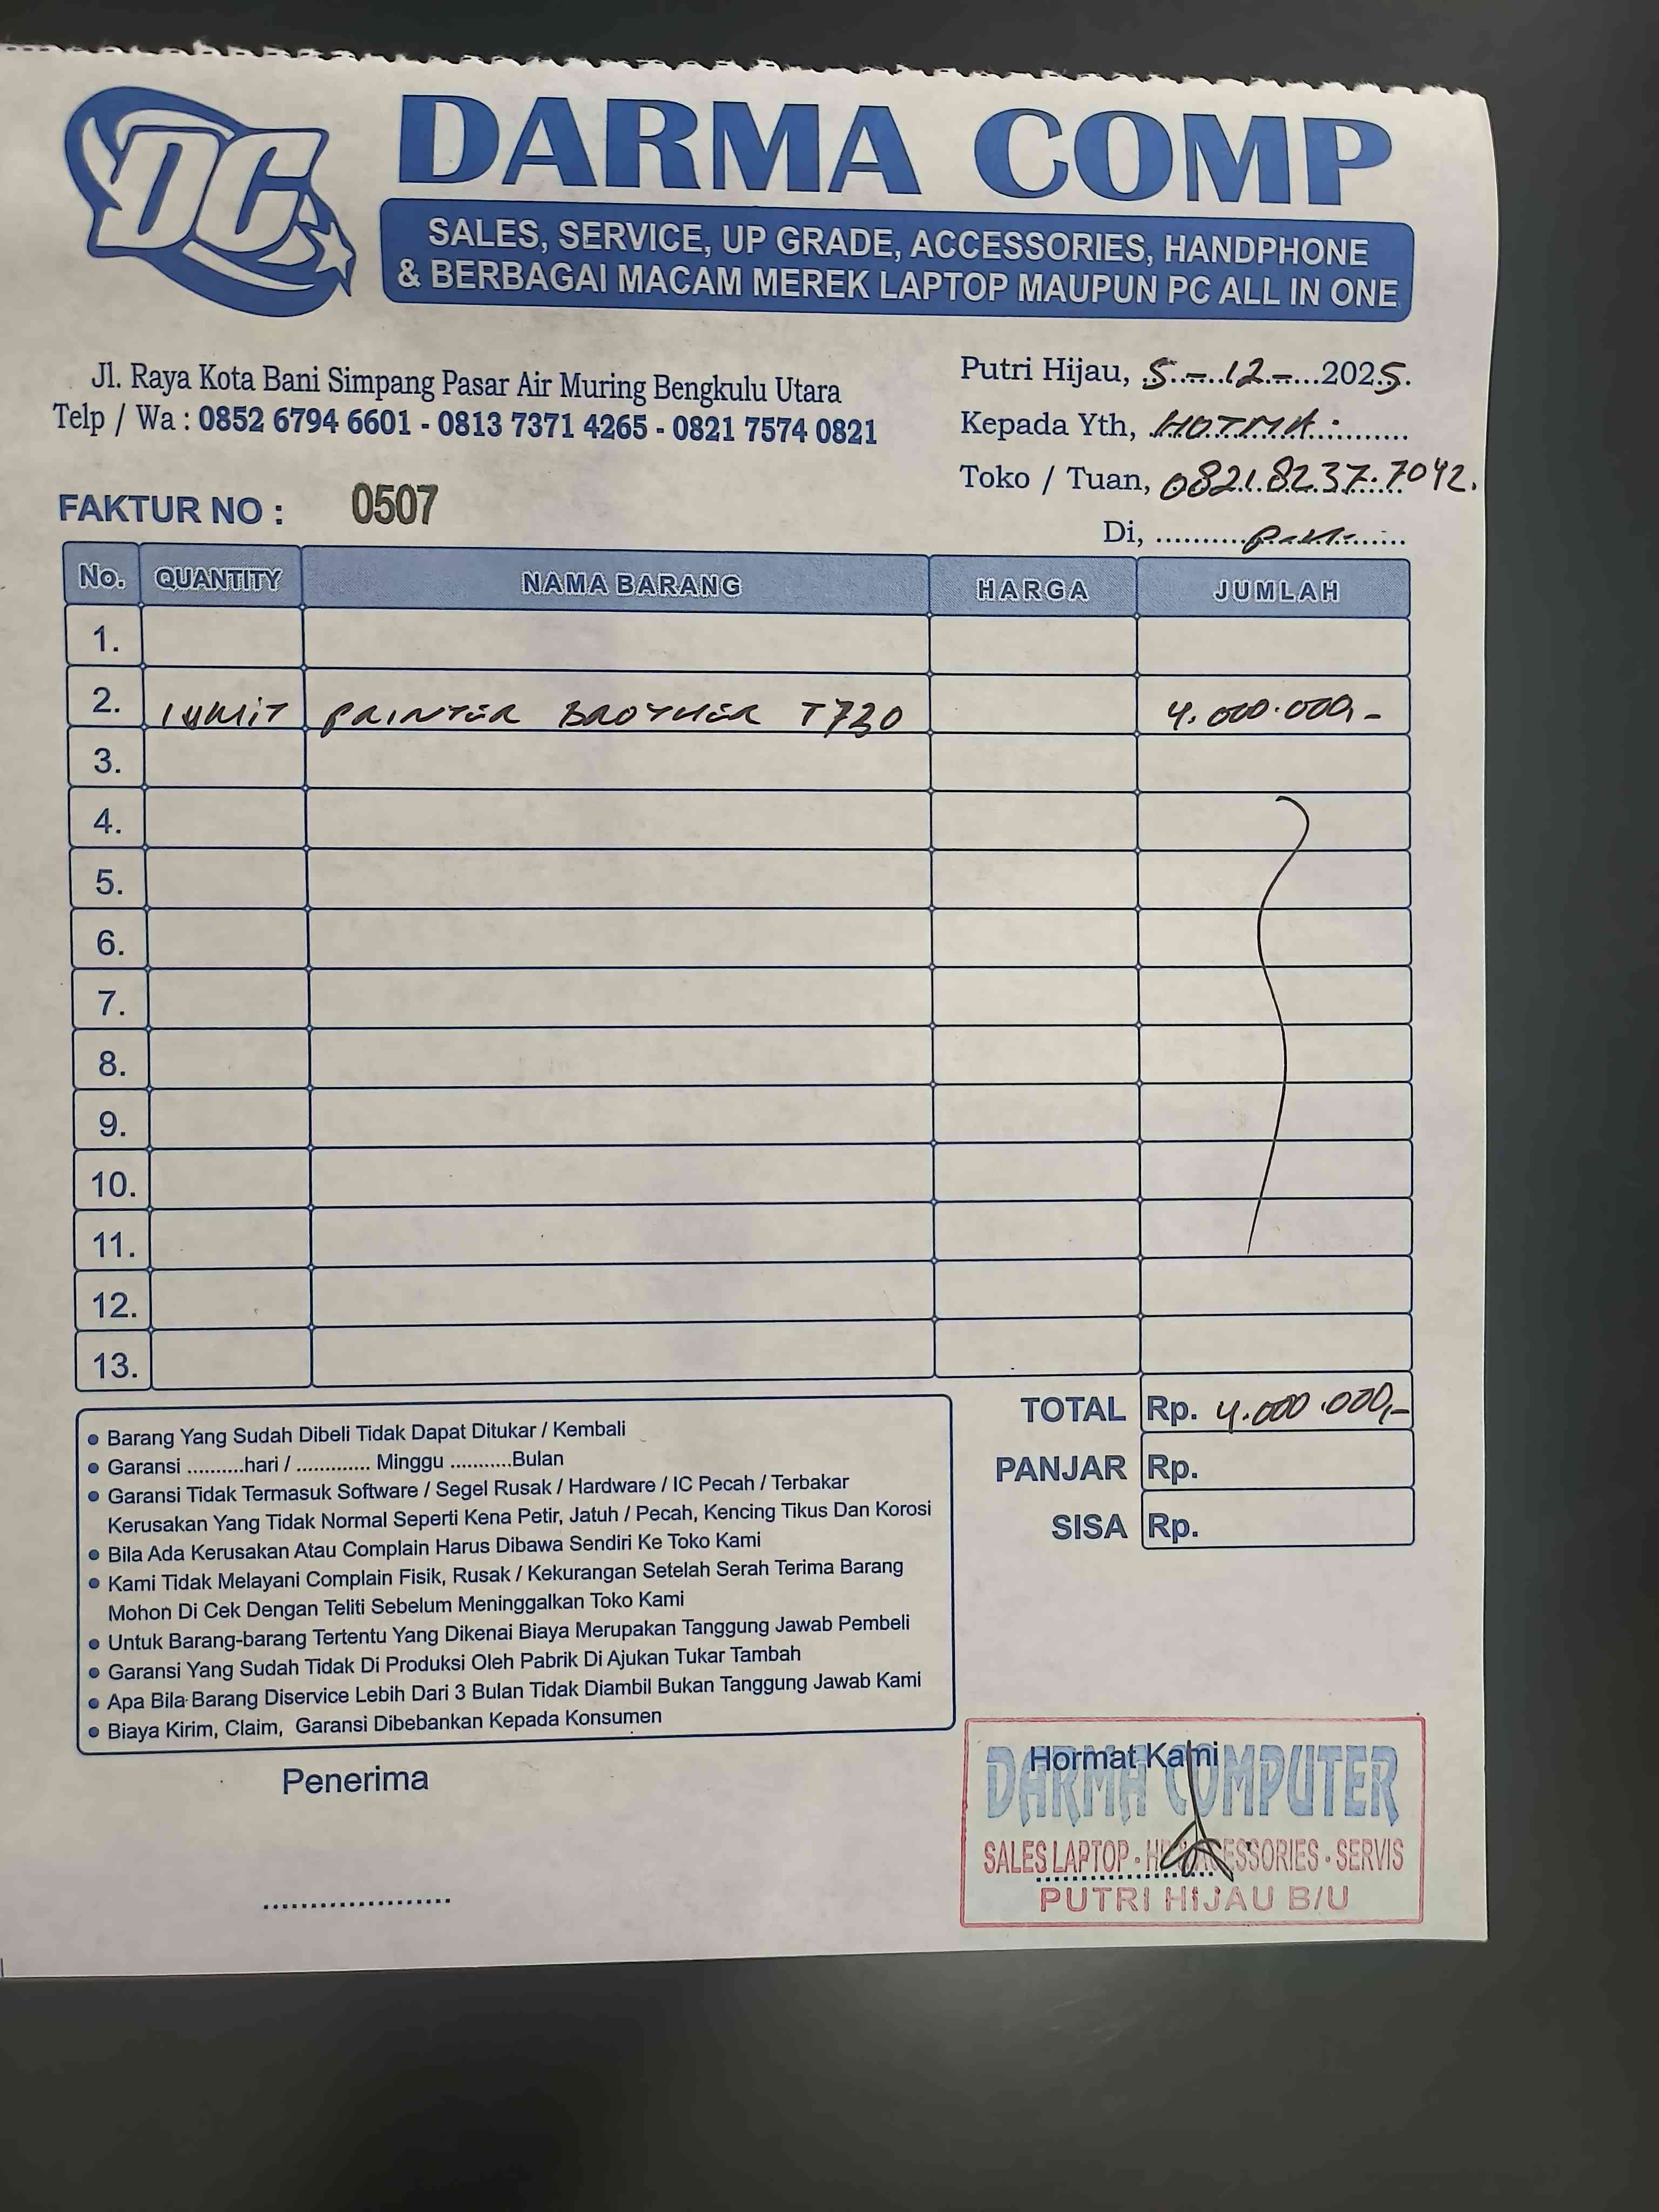 DC
DARMA COMP
SALES, SERVICE, UP GRADE, ACCESSORIES, HANDPHONE
& BERBAGAI MACAM MEREK LAPTOP MAUPUN PC ALL IN ONE
Jl. Raya Kota Bani Simpang Pasar Air Muring Bengkulu Utara
Telp / Wa : 0852 6794 6601 - 0813 7371 4265 - 0821 7574 0821
Putri Hijau, 5 - 12 - 2025.
Kepada Yth, HOTMA
Toko / Tuan, 0821.8237.7042.
Di,
FAKTUR NO : 0507
No. QUANTITY NAMA BARANG HARGA JUMLAH
1.
2. 1 UNIT PRINTER BROTHER T720 4.000.000,-
3.
4.
5.
6.
7.
8.
9.
10.
11.
12.
13.
TOTAL Rp. 4.000.000,-
PANJAR Rp.
SISA Rp.
• Barang Yang Sudah Dibeli Tidak Dapat Ditukar / Kembali
• Garansi ..........hari / ............. Minggu ...........Bulan
• Garansi Tidak Termasuk Software / Segel Rusak / Hardware / IC Pecah / Terbakar
Kerusakan Yang Tidak Normal Seperti Kena Petir, Jatuh / Pecah, Kencing Tikus Dan Korosi
• Bila Ada Kerusakan Atau Complain Harus Dibawa Sendiri Ke Toko Kami
• Kami Tidak Melayani Complain Fisik, Rusak / Kekurangan Setelah Serah Terima Barang
Mohon Di Cek Dengan Teliti Sebelum Meninggalkan Toko Kami
• Untuk Barang-barang Tertentu Yang Dikenai Biaya Merupakan Tanggung Jawab Pembeli
• Garansi Yang Sudah Tidak Di Produksi Oleh Pabrik Di Ajukan Tukar Tambah
• Apa Bila Barang Diservice Lebih Dari 3 Bulan Tidak Diambil Bukan Tanggung Jawab Kami
• Biaya Kirim, Claim, Garansi Dibebankan Kepada Konsumen
Penerima
Hormat Kami
DARMA COMPUTER
SALES LAPTOP - HP - ACCESSORIES - SERVIS
PUTRI HIJAU B/U